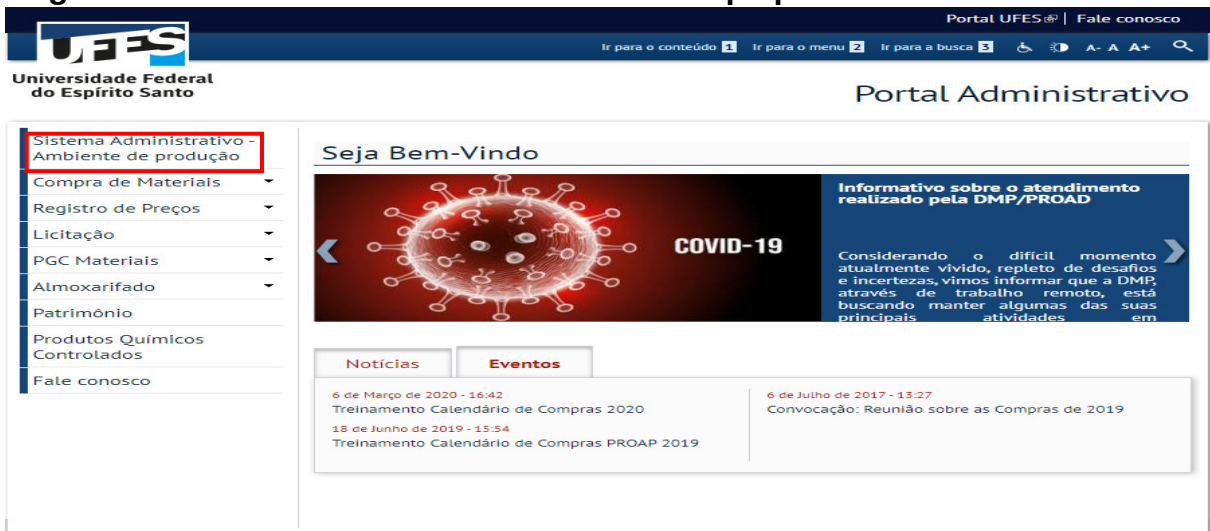 Portal UFES | Fale conosco
Ir para o conteúdo 1 Ir para o menu 2 Ir para a busca 3 A- A A+
UFES
Universidade Federal
do Espírito Santo
Portal Administrativo
Sistema Administrativo -
Ambiente de produção
Compra de Materiais
Registro de Preços
Licitação
PGC Materiais
Almoxarifado
Patrimônio
Produtos Químicos
Controlados
Fale conosco
Seja Bem-Vindo
COVID-19
Informativo sobre o atendimento
realizado pela DMP/PROAD
Considerando o difícil momento
atualmente vivido, repleto de desafios
e incertezas, vimos informar que a DMP,
através de trabalho remoto, está
buscando manter algumas das suas
principais atividades em
Notícias
Eventos
6 de Março de 2020 - 16:42
Treinamento Calendário de Compras 2020
18 de Junho de 2019 - 15:54
Treinamento Calendário de Compras PROAP 2019
6 de Julho de 2017 - 13:27
Convocação: Reunião sobre as Compras de 2019